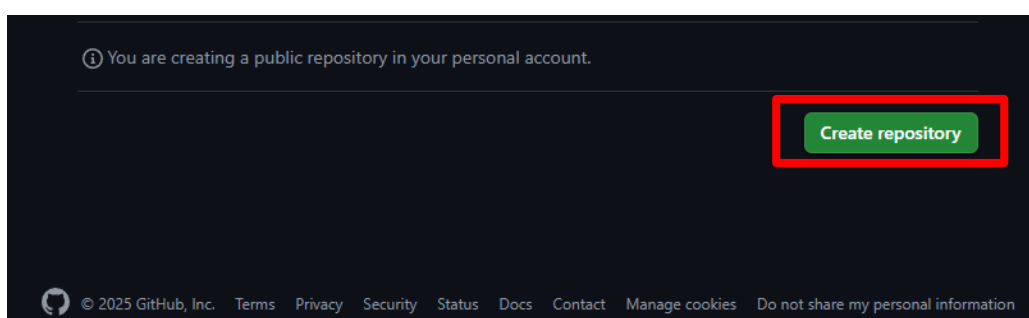 You are creating a public repository in your personal account.
Create repository
© 2025 GitHub, Inc. Terms Privacy Security Status Docs Contact Manage cookies Do not share my personal information